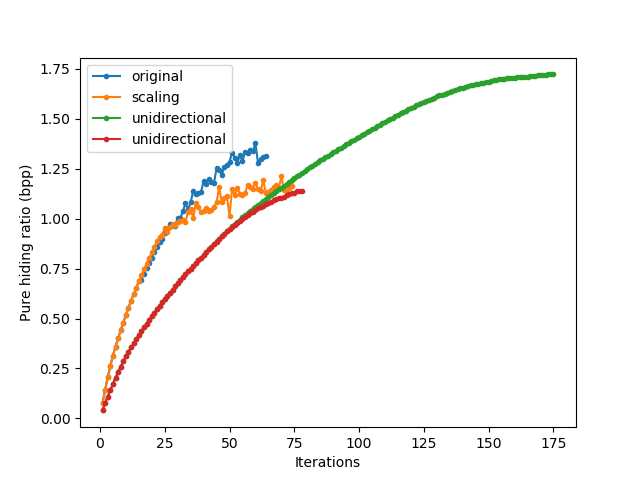 original
scaling
unidirectional
unidirectional
1.75
1.50
1.25
1.00
0.75
0.50
0.25
0.00
Pure hiding ratio (bpp)
0 25 50 75 100 125 150 175
Iterations